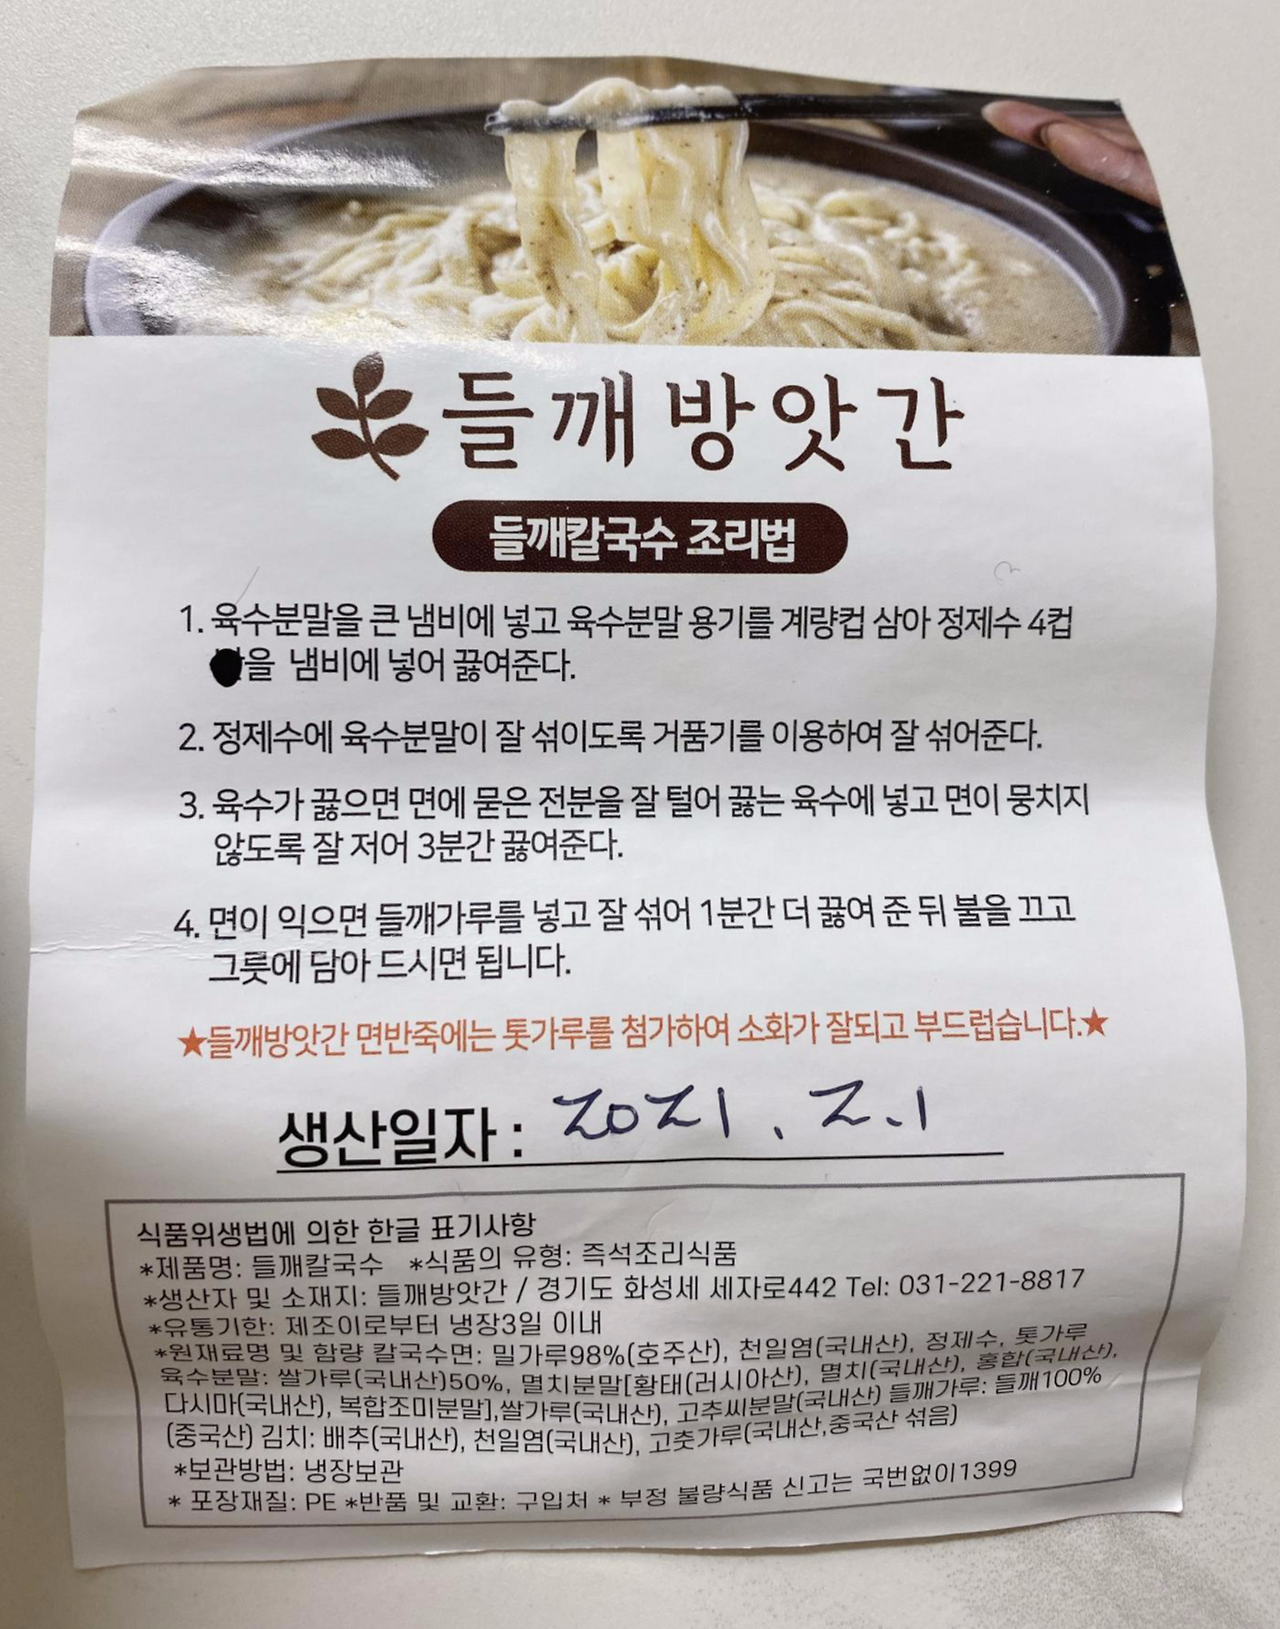 들깨방앗간
들깨칼국수 조리법
1. 육수분말을 큰 냄비에 넣고 육수분말 용기를 계량컵 삼아 정제수 4컵
을 냄비에 넣어 끓여준다.
2. 정제수에 육수분말이 잘 섞이도록 거품기를 이용하여 잘 섞어준다.
3. 육수가 끓으면 면에 묻은 전분을 잘 털어 끓는 육수에 넣고 면이 뭉치지
않도록 잘 저어 3분간 끓여준다.
4. 면이 익으면 들깨가루를 넣고 잘 섞어 1분간 더 끓여 준 뒤 불을 끄고
그릇에 담아 드시면 됩니다.
★들깨방앗간 면반죽에는 톳가루를 첨가하여 소화가 잘되고 부드럽습니다.★
생산일자 : 2021. 2.1
식품위생법에 의한 한글 표기사항
*제품명: 들깨칼국수 *식품의 유형: 즉석조리식품
*생산자 및 소재지: 들깨방앗간 / 경기도 화성세 세자로442 Tel: 031-221-8817
*유통기한: 제조이로부터 냉장3일 이내
*원재료명 및 함량 칼국수면: 밀가루98%(호주산), 천일염(국내산), 정제수, 톳가루
육수분말: 쌀가루(국내산)50%, 멸치분말[황태(러시아산), 멸치(국내산), 홍합(국내산),
다시마(국내산), 복합조미분말],쌀가루(국내산), 고추씨분말(국내산) 들깨가루: 들깨100%
(중국산) 김치: 배추(국내산), 천일염(국내산), 고춧가루(국내산,중국산 섞음)
*보관방법: 냉장보관
* 포장재질: PE *반품 및 교환: 구입처 * 부정 불량식품 신고는 국번없이1399